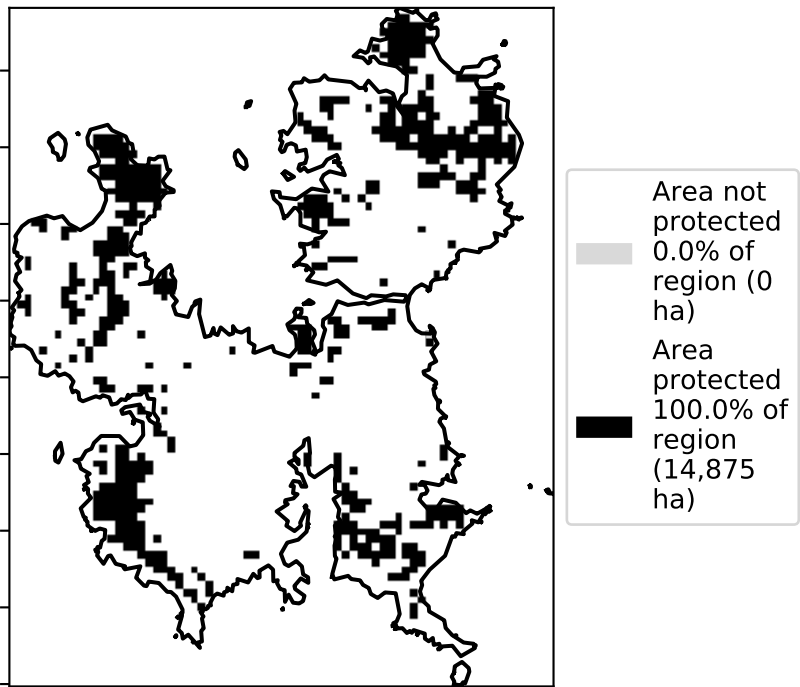 Area not
protected
0.0% of
region (0
ha)
Area
protected
100.0% of
region
(14,875
ha)